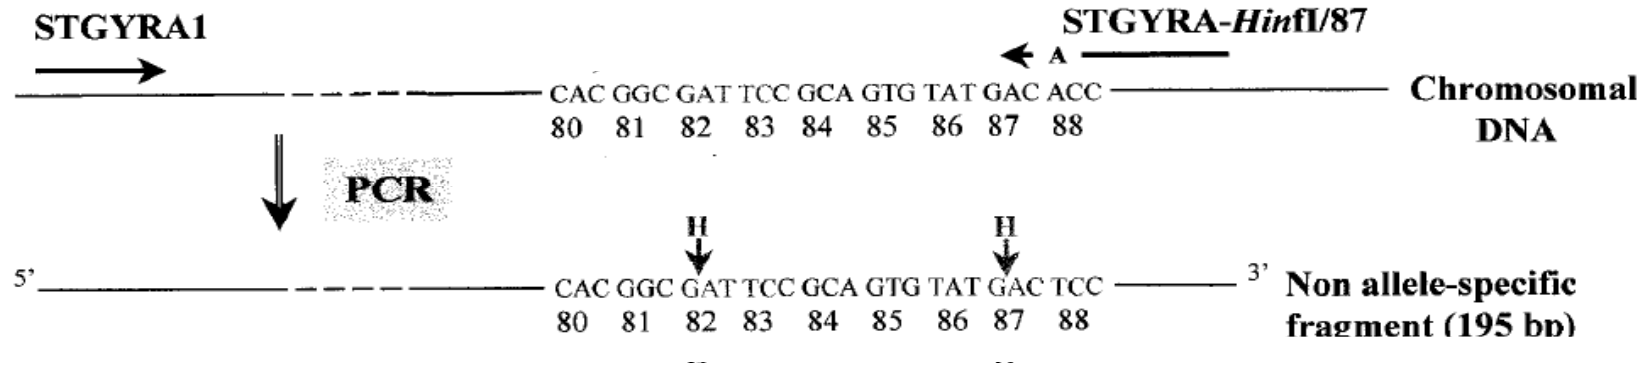 STGYRA1
STGYRA-HinfI/87
A
CAC GGC GAT TCC GCA GTG TAT GAC ACC
80 81 82 83 84 85 86 87 88
Chromosomal
DNA
PCR
H H
5’
CAC GGC GAT TCC GCA GTG TAT GAC TCC
3’
80 81 82 83 84 85 86 87 88
Non allele-specific
fragment (195 bp)